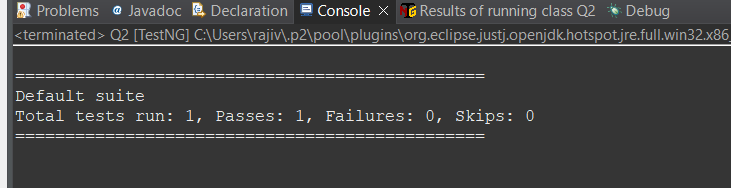 Problems @ Javadoc Declaration Console Results of running class Q2 Debug
<terminated> Q2 [TestNG] C:\Users\rajiv\.p2\pool\plugins\org.eclipse.justj.openjdk.hotspot.jre.full.win32.x86_
===============================================
Default suite
Total tests run: 1, Passes: 1, Failures: 0, Skips: 0
===============================================